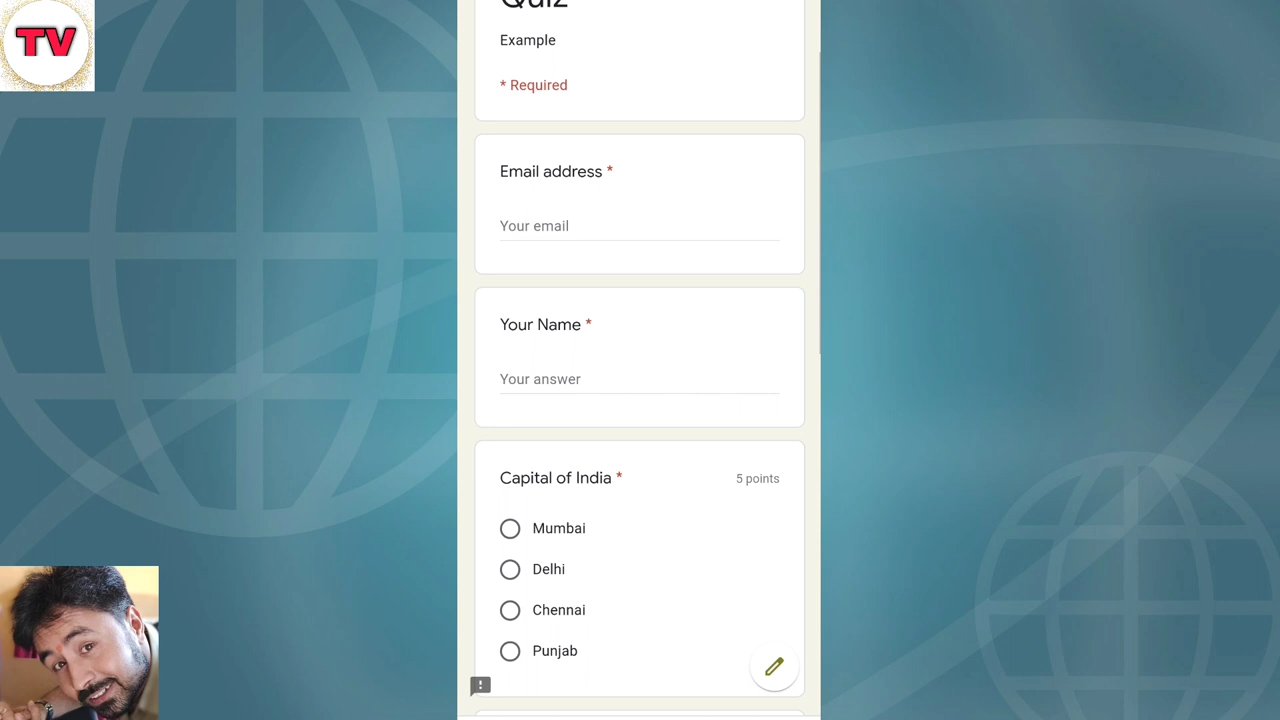 TV
Quiz
Example
* Required
Email address *
Your email
Your Name *
Your answer
Capital of India *
5 points
Mumbai
Delhi
Chennai
Punjab